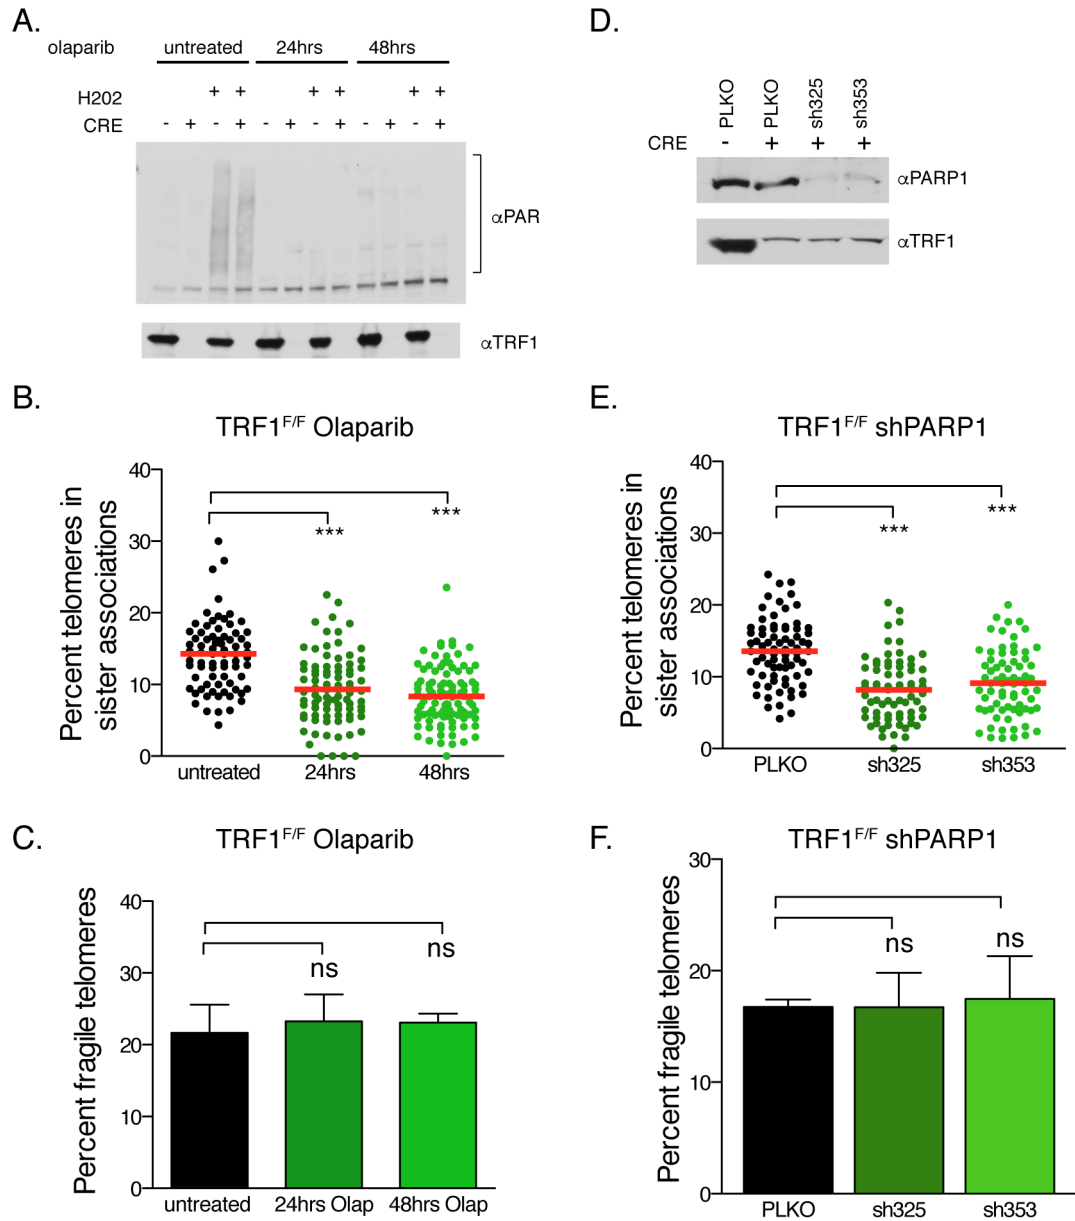 A.
olaparib untreated 24hrs 48hrs
H202 + + + + + +
CRE - + - + - + - + - + - +
αPAR
αTRF1
B.
TRF1F/F Olaparib
Percent telomeres in
sister associations
40
30
20
10
0
***
***
untreated 24hrs 48hrs
C.
TRF1F/F Olaparib
Percent fragile telomeres
40
30
20
10
0
ns
ns
untreated 24hrs Olap 48hrs Olap
D.
PLKO PLKO sh325 sh353
CRE - + + +
αPARP1
αTRF1
E.
TRF1F/F shPARP1
Percent telomeres in
sister associations
40
30
20
10
0
***
***
PLKO sh325 sh353
F.
TRF1F/F shPARP1
Percent fragile telomeres
30
20
10
0
ns
ns
PLKO sh325 sh353